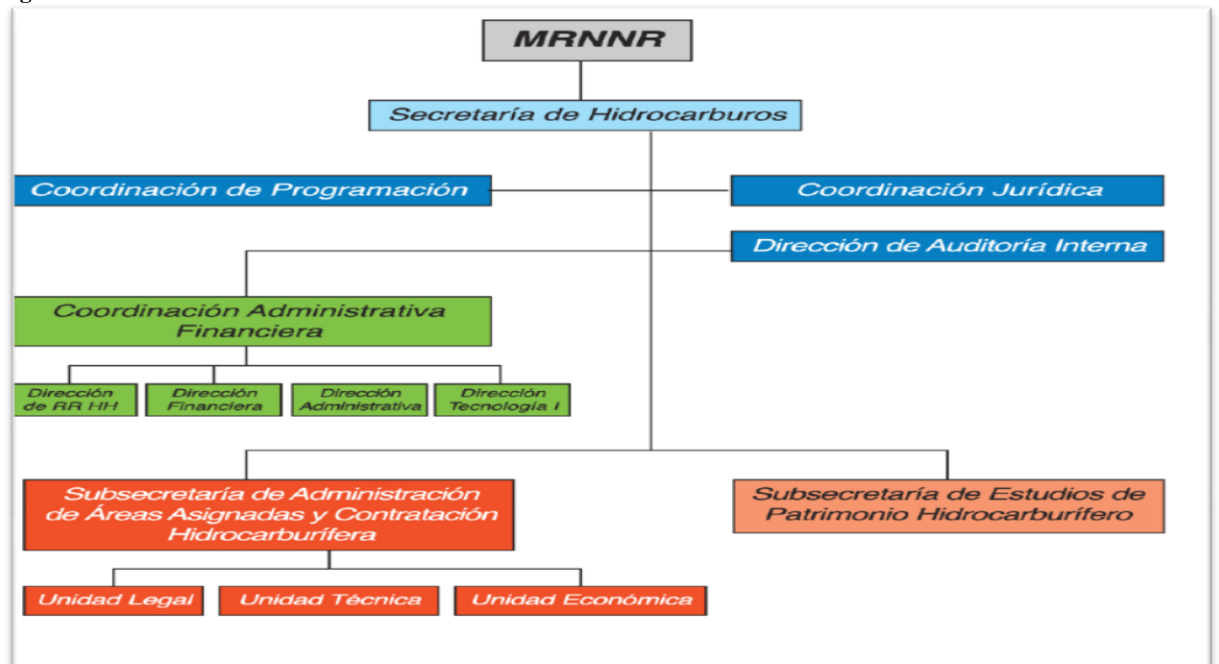 MRNNR
Secretaría de Hidrocarburos
Coordinación de Programación
Coordinación Jurídica
Dirección de Auditoría Interna
Coordinación Administrativa
Financiera
Dirección
de RR HH
Dirección
Financiera
Dirección
Administrativa
Dirección
Tecnología I
Subsecretaría de Administración
de Áreas Asignadas y Contratación
Hidrocarburífera
Subsecretaría de Estudios de
Patrimonio Hidrocarburífero
Unidad Legal
Unidad Técnica
Unidad Económica